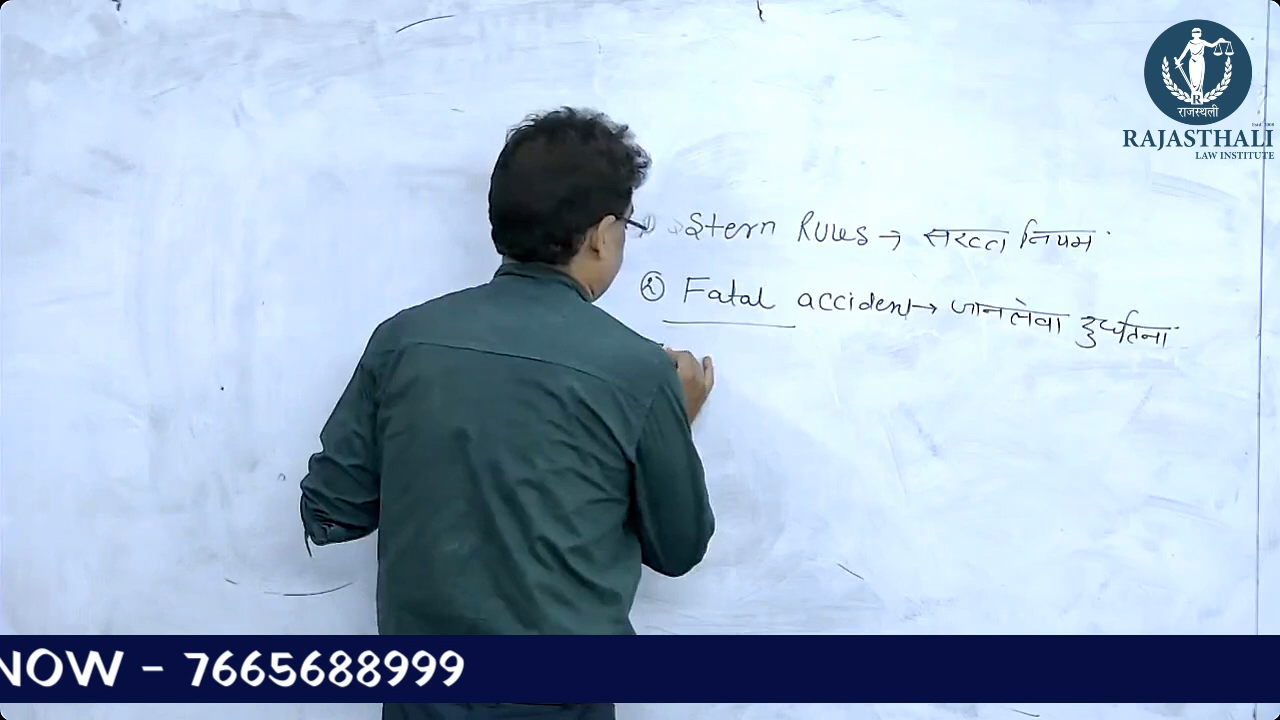 राजस्थली
RAJASTHALI
LAW INSTITUTE
Stern Rules → सख्त नियम
② Fatal accident → जानलेवा दुर्घटना
NOW - 7665688999